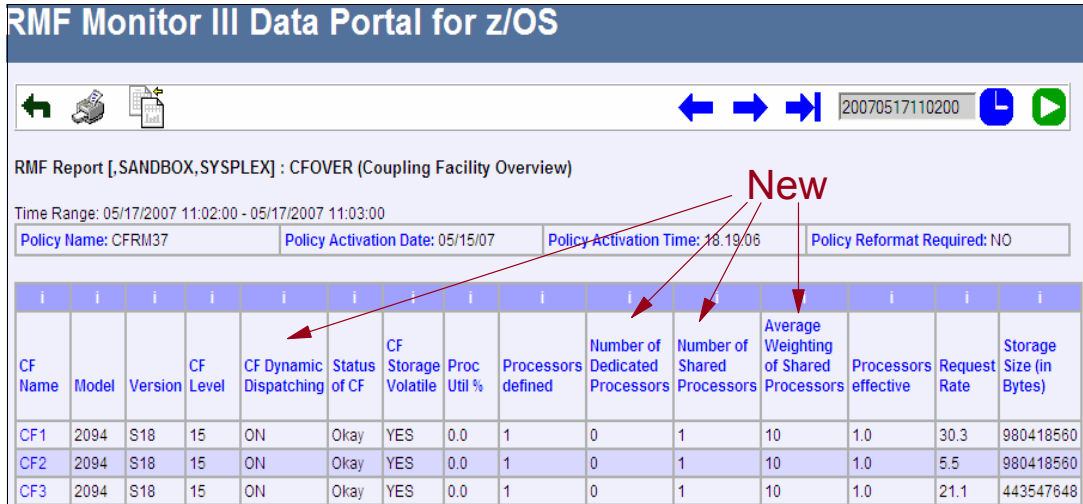 RMF Monitor III Data Portal for z/OS
20070517110200
RMF Report [,SANDBOX,SYSPLEX] : CFOVER (Coupling Facility Overview)
New
Time Range: 05/17/2007 11:02:00 - 05/17/2007 11:03:00
Policy Name: CFRM37 Policy Activation Date: 05/15/07 Policy Activation Time: 18.19.06 Policy Reformat Required: NO
i i i i i i i i i i i i i i i
CF Name Model Version CF Level CF Dynamic Dispatching Status of CF CF Storage Volatile Proc Util % Processors defined Number of Dedicated Processors Number of Shared Processors Average Weighting of Shared Processors Processors effective Request Rate Storage Size (in Bytes)
CF1 2094 S18 15 ON Okay YES 0.0 1 0 1 10 1.0 30.3 980418560
CF2 2094 S18 15 ON Okay YES 0.0 1 0 1 10 1.0 5.5 980418560
CF3 2094 S18 15 ON Okay YES 0.0 1 0 1 10 1.0 21.1 443547648